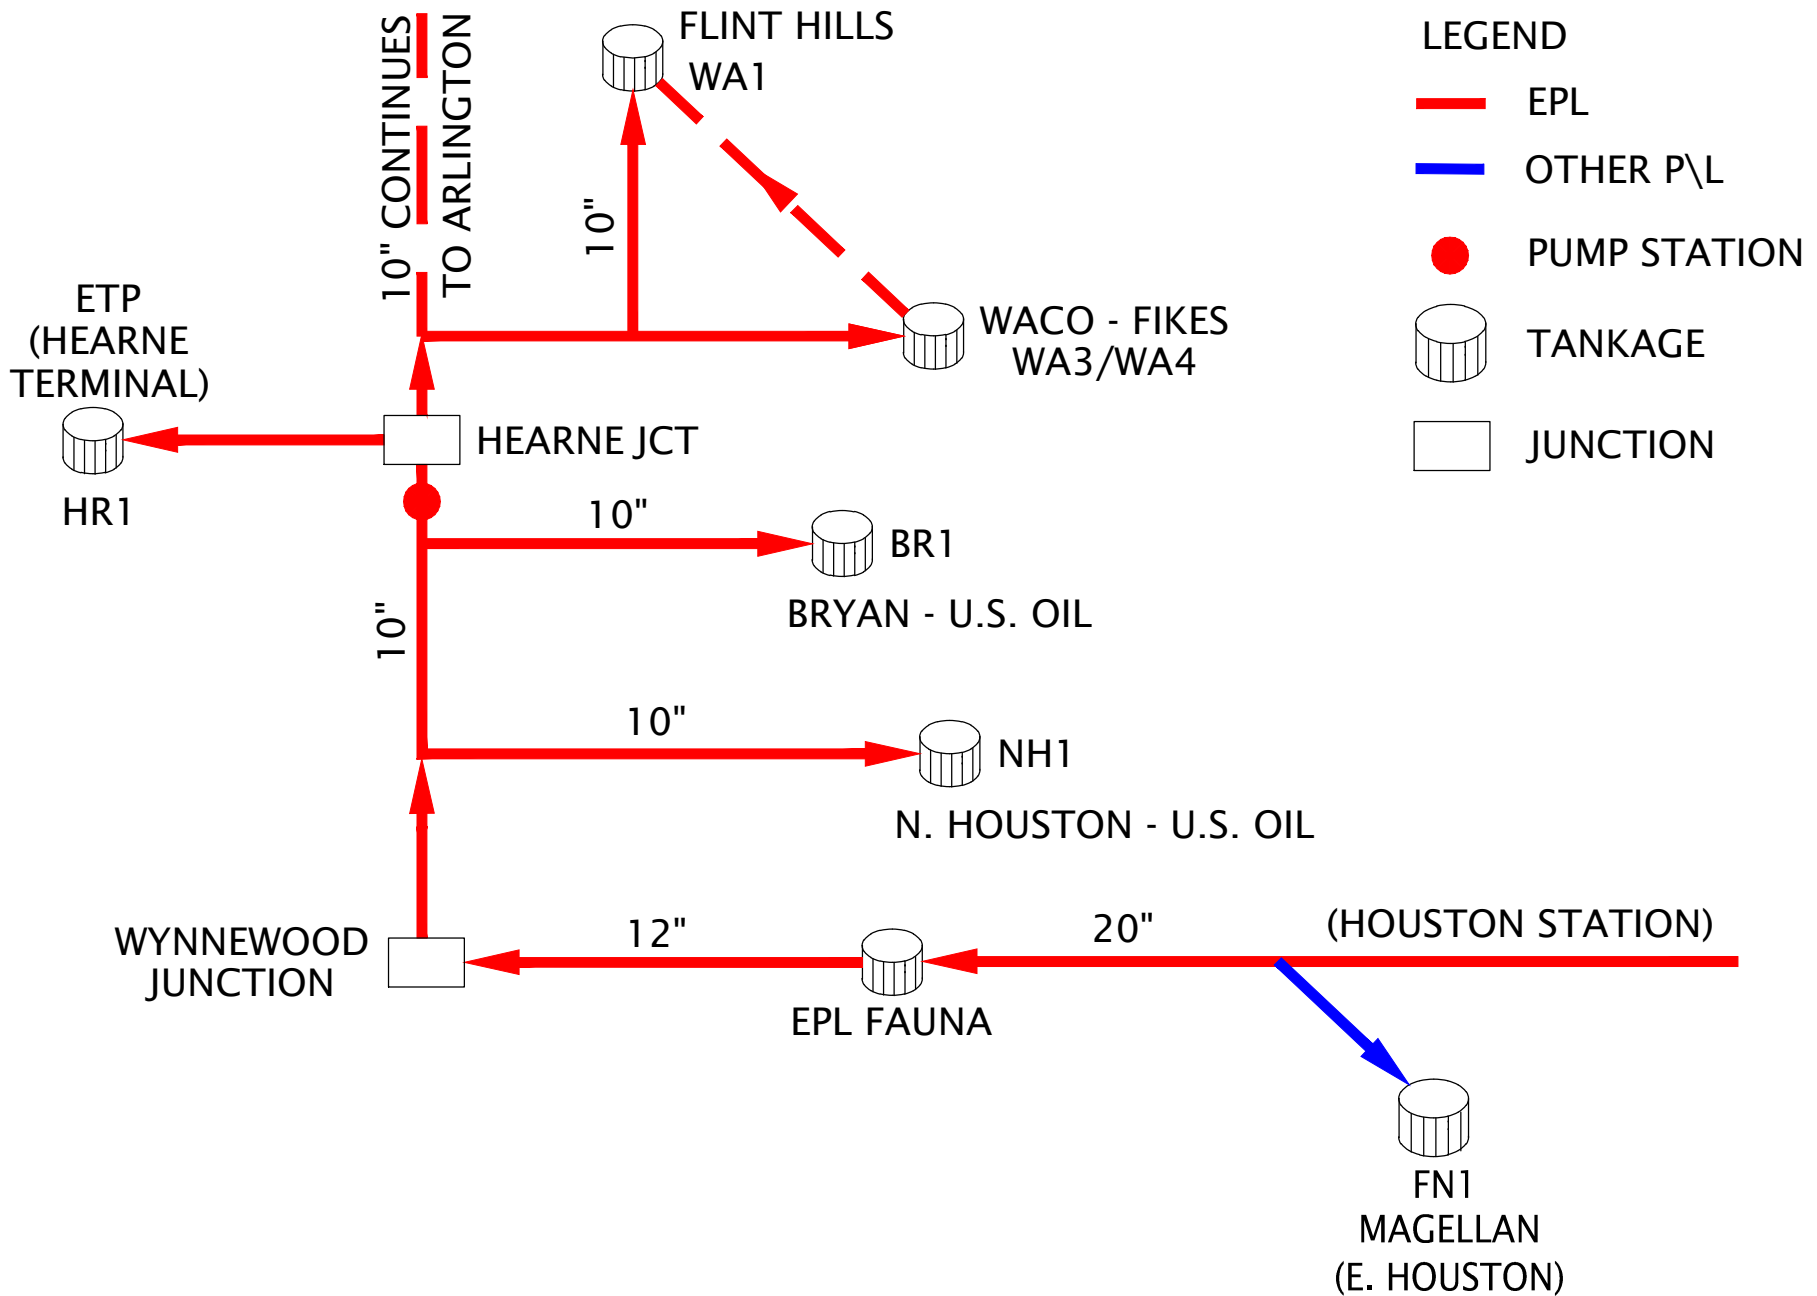 10" CONTINUES
TO ARLINGTON
FLINT HILLS
WA1
LEGEND
EPL
OTHER P\L
PUMP STATION
TANKAGE
JUNCTION
10"
ETP
(HEARNE
TERMINAL)
HR1
WACO - FIKES
WA3/WA4
HEARNE JCT
10"
BR1
BRYAN - U.S. OIL
10"
10"
NH1
N. HOUSTON - U.S. OIL
WYNNEWOOD
JUNCTION
12"
EPL FAUNA
20"
(HOUSTON STATION)
FN1
MAGELLAN
(E. HOUSTON)